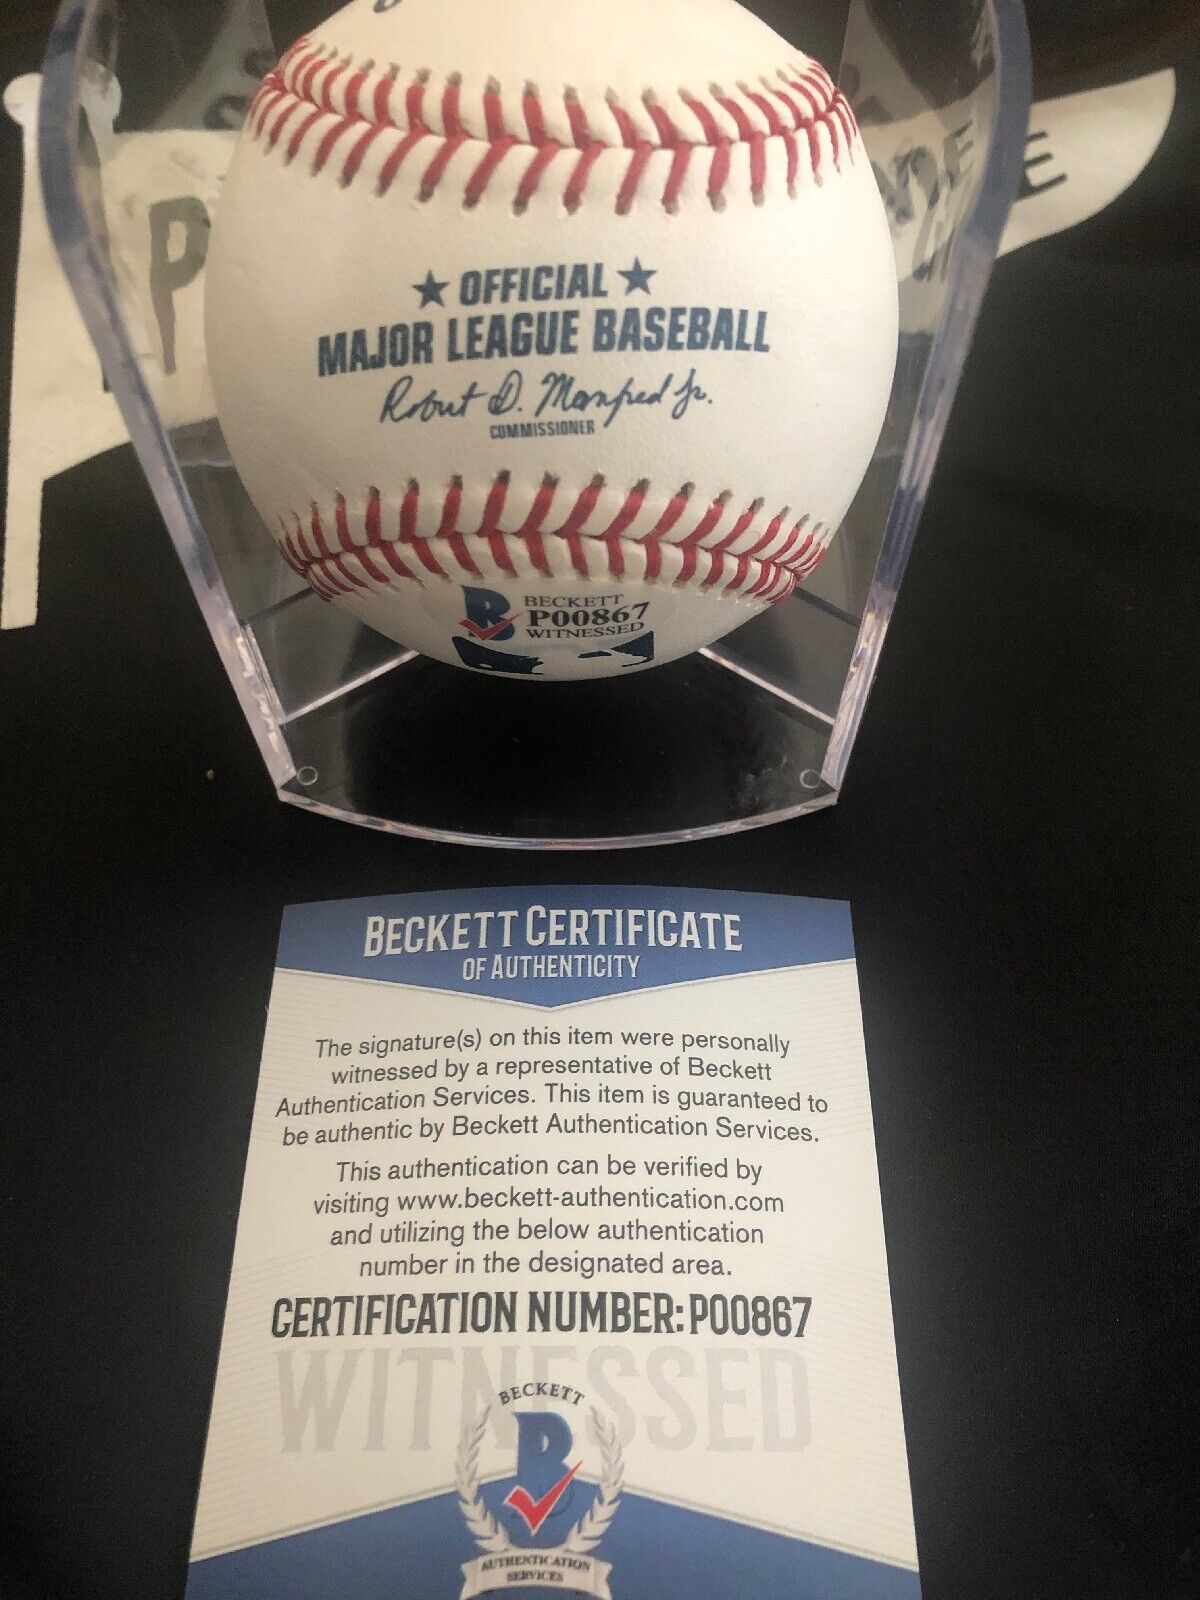 P
E
★ OFFICIAL ★
MAJOR LEAGUE BASEBALL
Robert D. Manfred Jr.
COMMISSIONER
BECKETT
P00867
WITNESSED
BECKETT CERTIFICATE
OF AUTHENTICITY
The signature(s) on this item were personally
witnessed by a representative of Beckett
Authentication Services. This item is guaranteed to
be authentic by Beckett Authentication Services.
This authentication can be verified by
visiting www.beckett-authentication.com
and utilizing the below authentication
number in the designated area.
CERTIFICATION NUMBER: P00867
WITNESSED
BECKETT
B
AUTHENTICATION
SERVICES